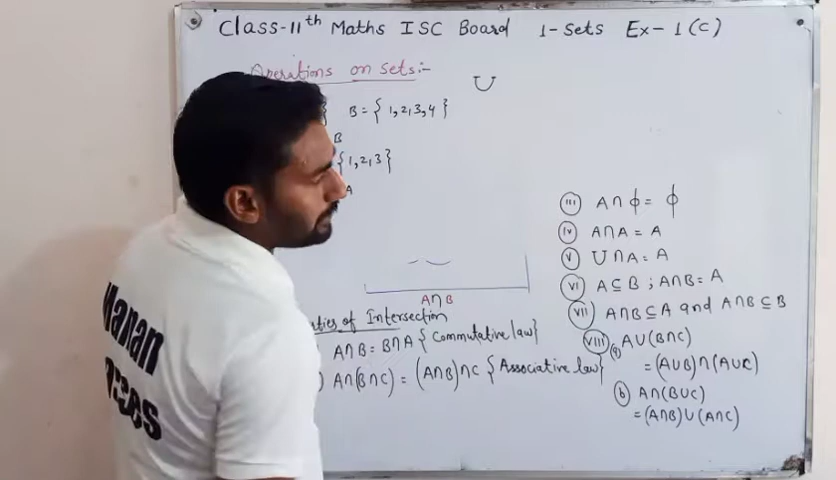 Class-11th Maths ISC Board 1-Sets Ex-1(C)
Operations on Sets:-
∪
B = {1,2,3,4}
B
{1,2,3}
A
A∩B
of Intersection
A∩B = B∩A {Commutative law}
A∩(B∩C) = (A∩B)∩C {Associative law}
(iii) A∩ϕ = ϕ
(iv) A∩A = A
(v) U∩A = A
(vi) A⊆B ; A∩B = A
(vii) A∩B⊆A and A∩B⊆B
(viii) (a) A∪(B∩C)
= (A∪B)∩(A∪C)
(b) A∩(B∪C)
= (A∩B)∪(A∩C)
Manan